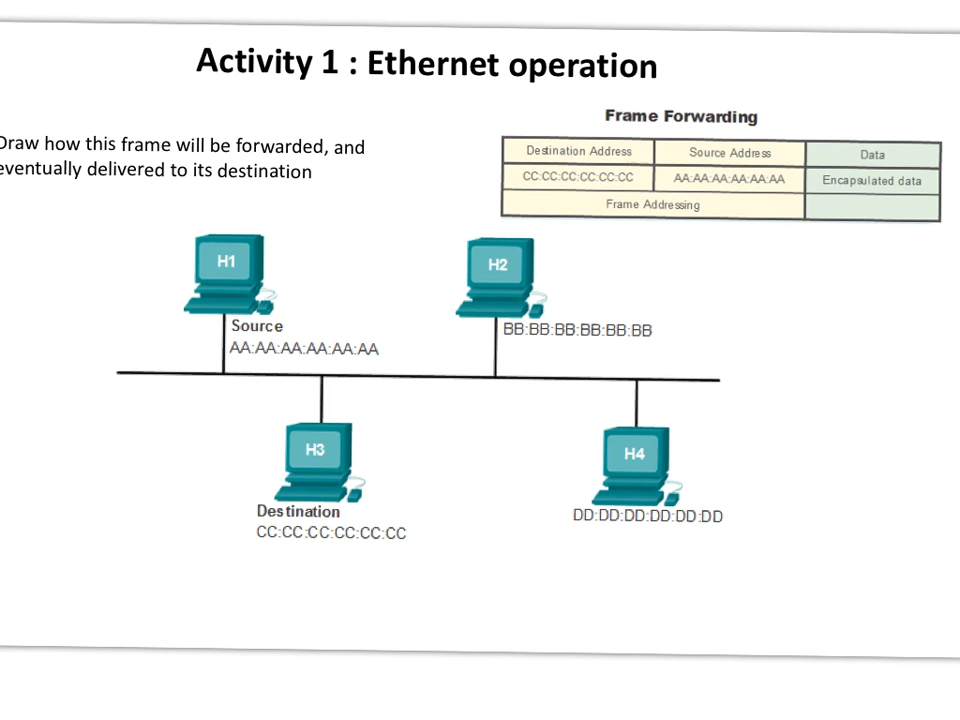 Activity 1 : Ethernet operation
Draw how this frame will be forwarded, and
eventually delivered to its destination
Frame Forwarding
Destination Address Source Address Data
CC:CC:CC:CC:CC:CC AA:AA:AA:AA:AA:AA Encapsulated data
Frame Addressing
H1
H2
Source
AA:AA:AA:AA:AA:AA
BB:BB:BB:BB:BB:BB
H3
H4
Destination
CC:CC:CC:CC:CC:CC
DD:DD:DD:DD:DD:DD